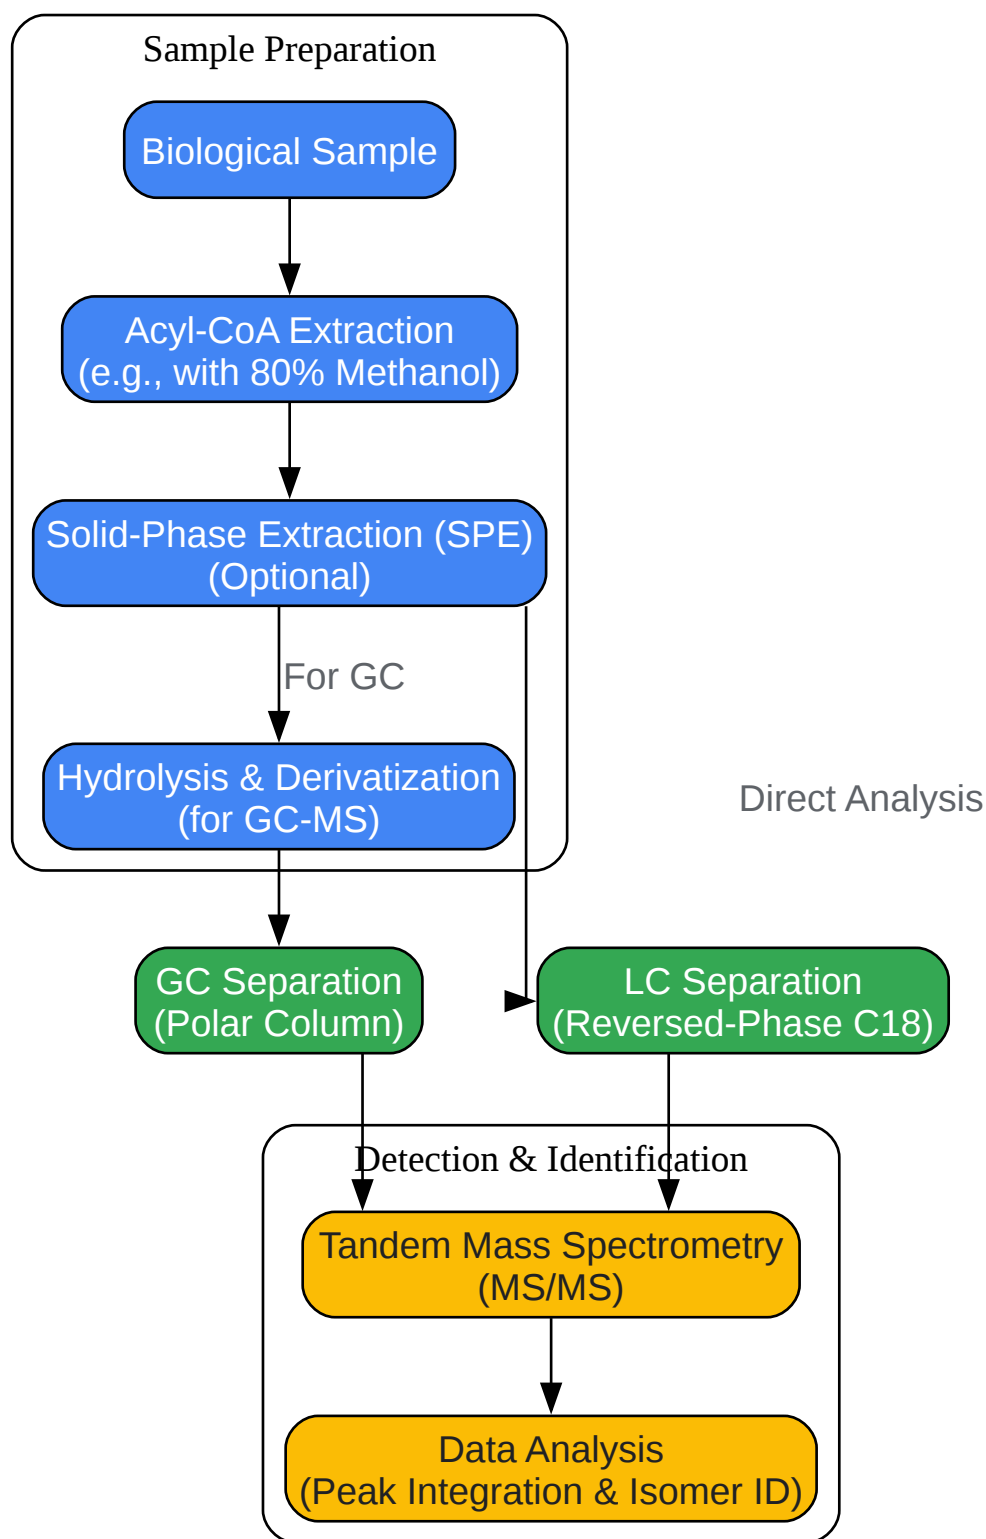 Sample Preparation
Biological Sample
Acyl-CoA Extraction
(e.g., with 80% Methanol)
Solid-Phase Extraction (SPE)
(Optional)
For GC
Hydrolysis & Derivatization
(for GC-MS)
Direct Analysis
GC Separation
(Polar Column)
LC Separation
(Reversed-Phase C18)
Detection & Identification
Tandem Mass Spectrometry
(MS/MS)
Data Analysis
(Peak Integration & Isomer ID)